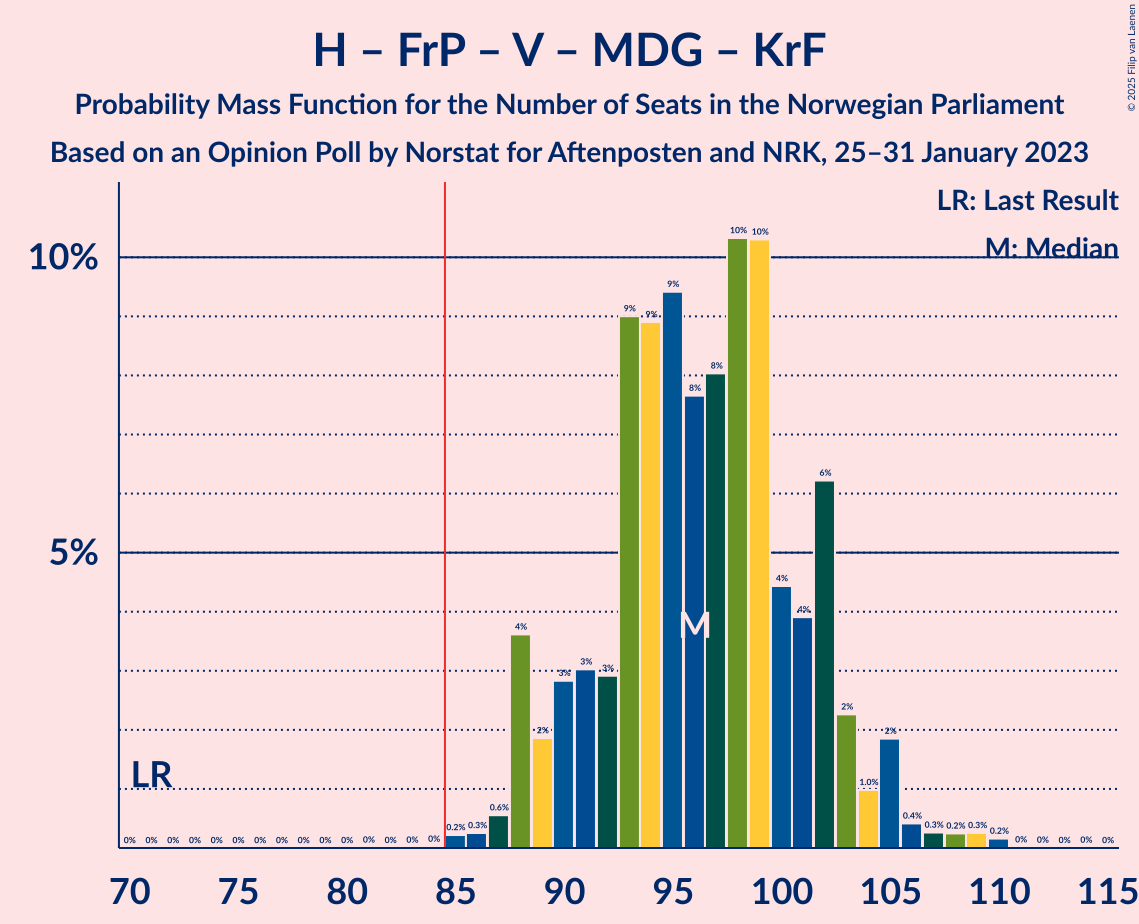 H – FrP – V – MDG – KrF
Probability Mass Function for the Number of Seats in the Norwegian Parliament
Based on an Opinion Poll by Norstat for Aftenposten and NRK, 25–31 January 2023
© 2025 Filip van Laenen
LR: Last Result
M: Median
10%
5%
LR
M
0% 0% 0% 0% 0% 0% 0% 0% 0% 0% 0% 0% 0% 0% 0% 0.2% 0.3% 0.6% 4% 2% 3% 3% 3% 9% 9% 9% 8% 8% 10% 10% 4% 4% 6% 2% 1.0% 2% 0.4% 0.3% 0.2% 0.3% 0.2% 0% 0% 0% 0% 0%
70 75 80 85 90 95 100 105 110 115